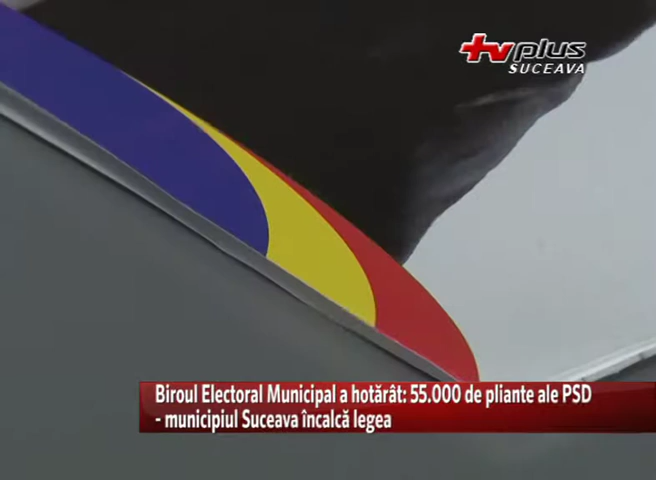 tvplus
SUCEAVA
Biroul Electoral Municipal a hotărât: 55.000 de pliante ale PSD
- municipiul Suceava încalcă legea